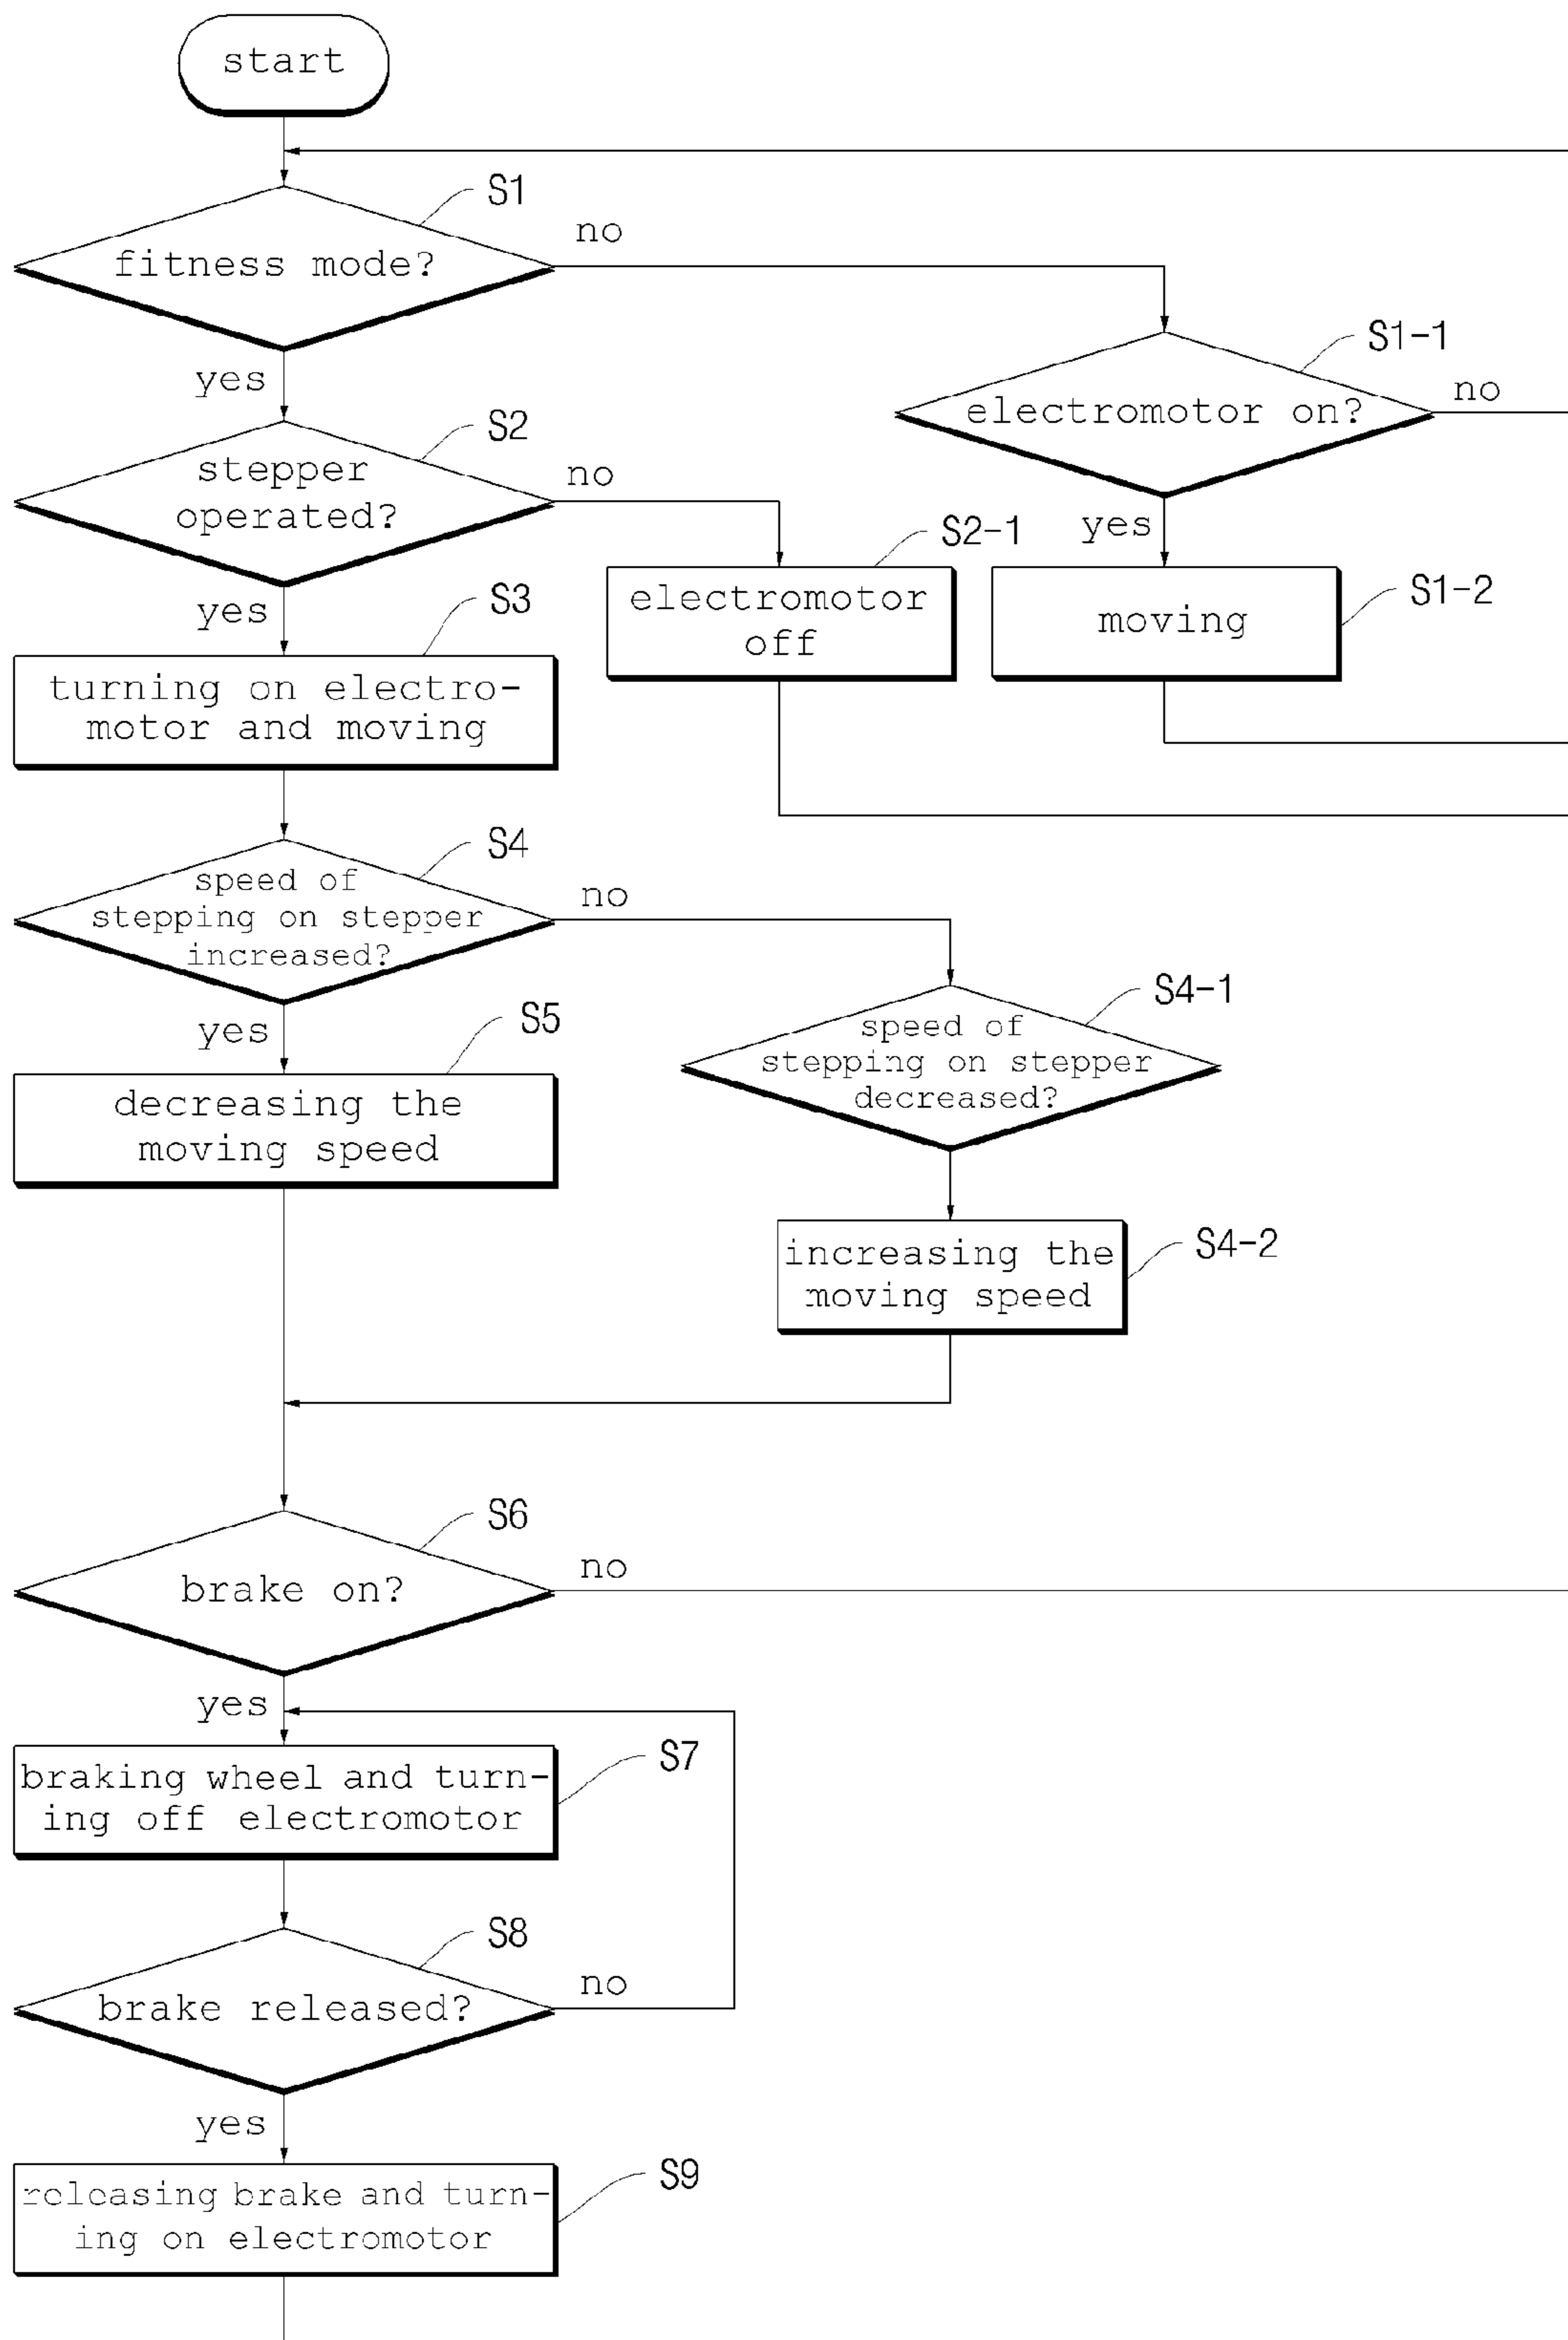 start
S1
no
fitness mode?
S1-1
no
electromotor on?
yes
S2
no
stepper
operated?
S2-1
yes
yes
S3
electromotor
off
S1-2
moving
turning on electro-
motor and moving
S4
no
speed of
stepping on stepper
increased?
S4-1
yes
S5
speed of
stepping on stepper
decreased?
decreasing the
moving speed
S4-2
increasing the
moving speed
S6
no
brake on?
yes
S7
braking wheel and turn-
ing off electromotor
S8
no
brake released?
yes
S9
releasing brake and turn-
ing on electromotor